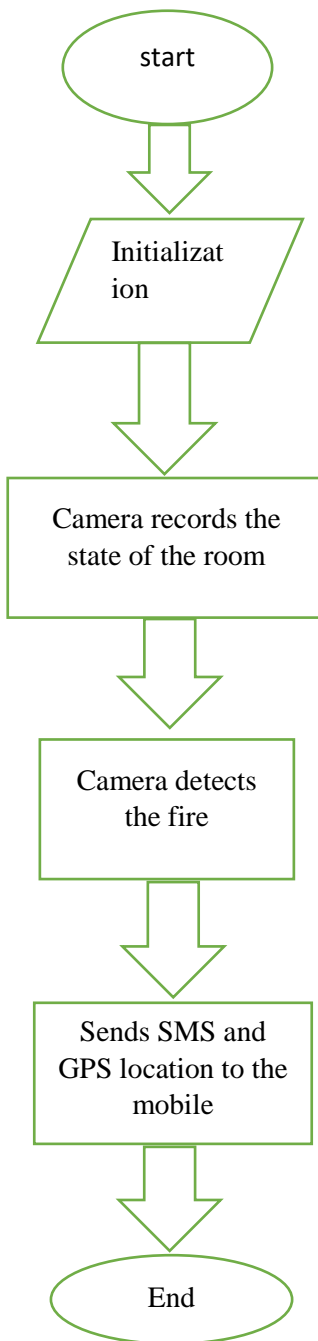 start
Initializat
ion
Camera records the
state of the room
Camera detects
the fire
Sends SMS and
GPS location to the
mobile
End